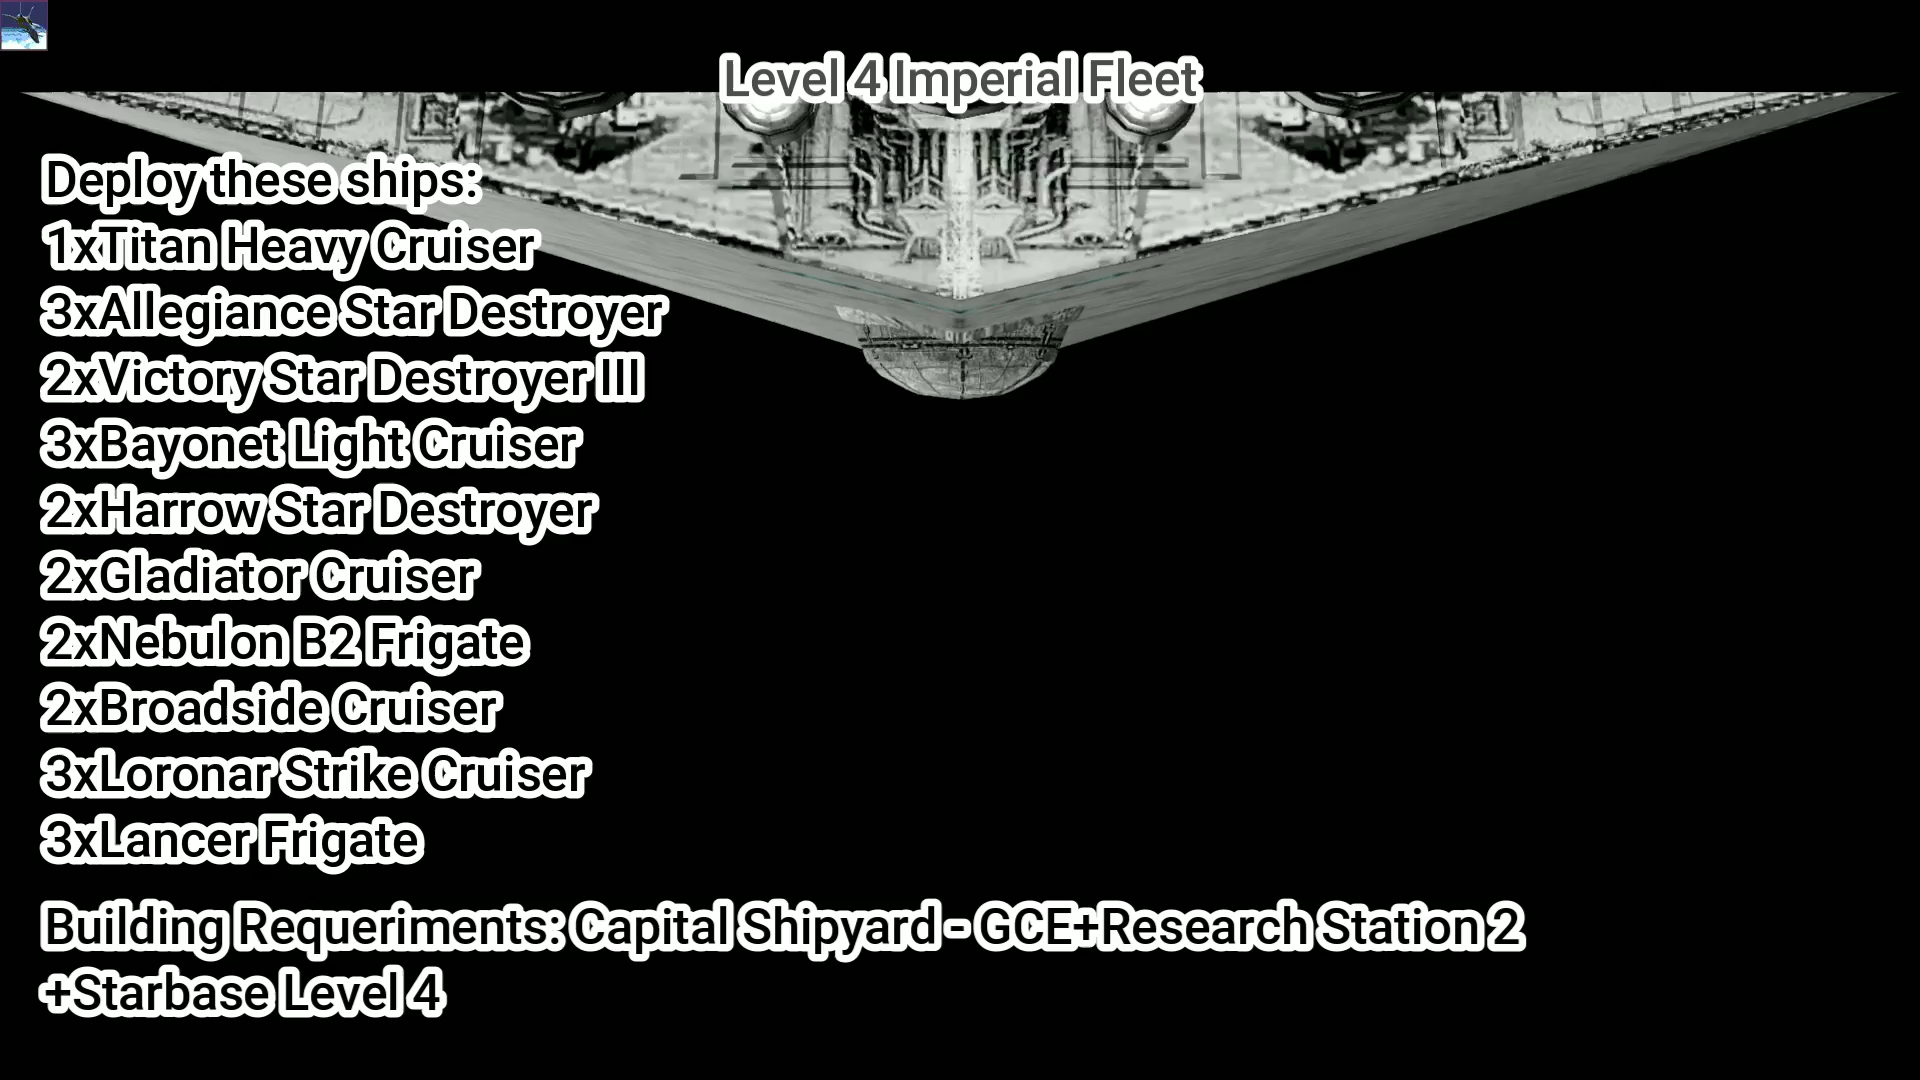 Level 4 Imperial Fleet
Deploy these ships:
1xTitan Heavy Cruiser
3xAllegiance Star Destroyer
2xVictory Star Destroyer III
3xBayonet Light Cruiser
2xHarrow Star Destroyer
2xGladiator Cruiser
2xNebulon B2 Frigate
2xBroadside Cruiser
3xLoronar Strike Cruiser
3xLancer Frigate
Building Requeriments: Capital Shipyard - GCE+Research Station 2
+Starbase Level 4